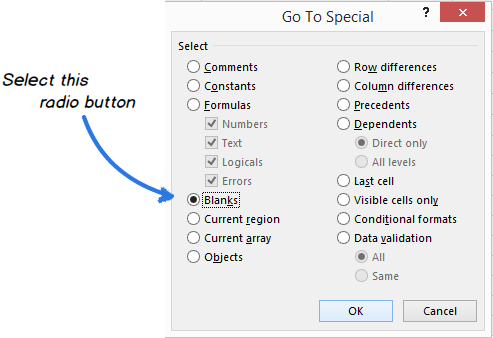 Go To Special
?
Select
Select this
radio button
Comments
Constants
Formulas
Numbers
Text
Logicals
Errors
Blanks
Current region
Current array
Objects
Row differences
Column differences
Precedents
Dependents
Direct only
All levels
Last cell
Visible cells only
Conditional formats
Data validation
All
Same
OK
Cancel